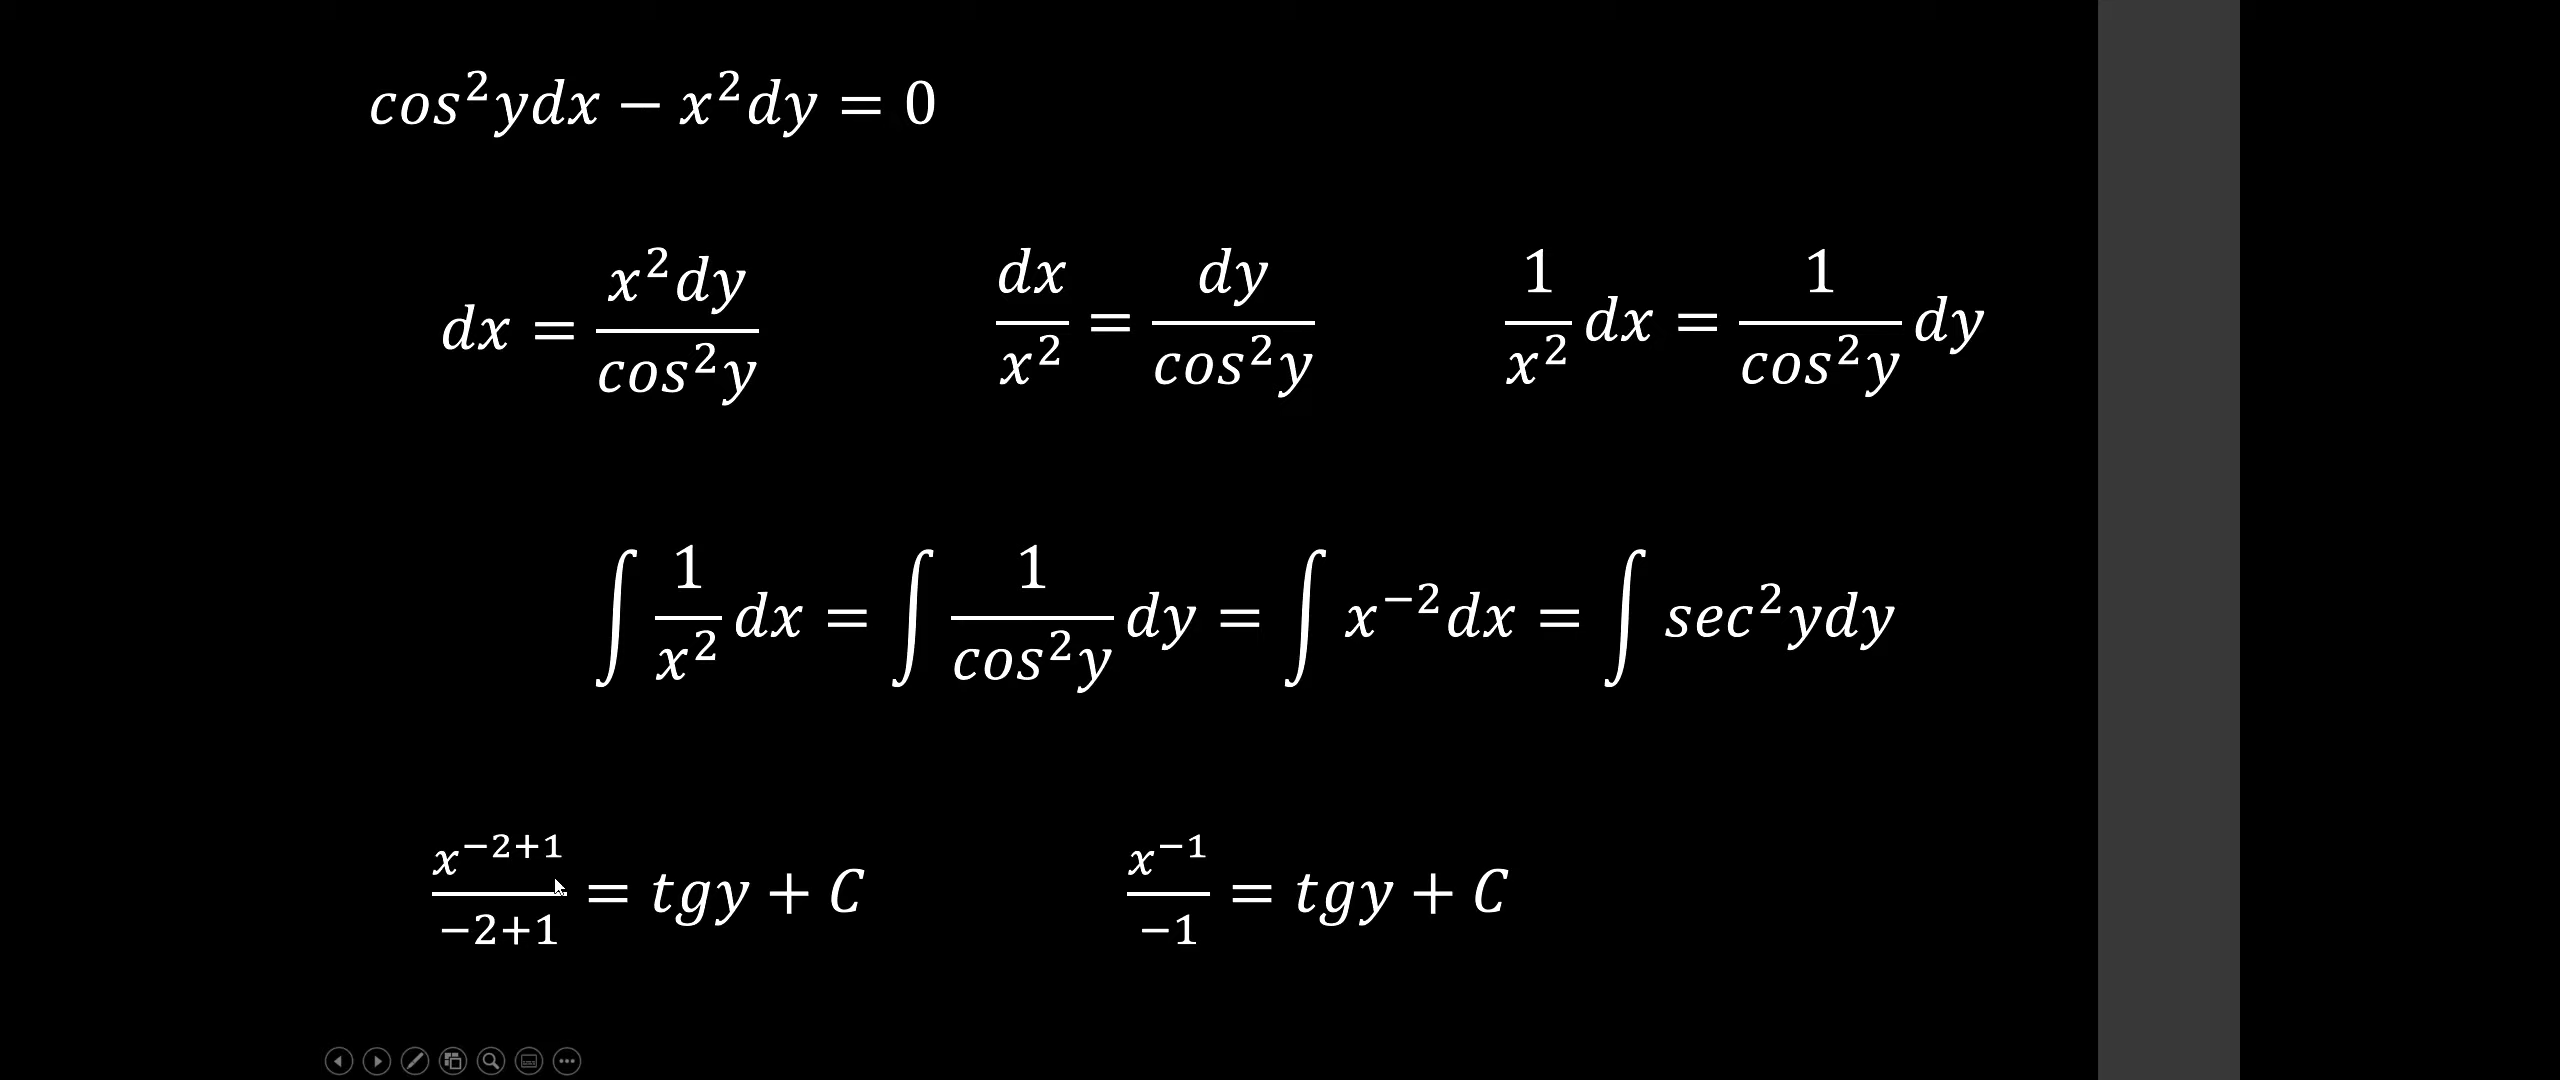 cos²ydx − x²dy = 0
dx = x²dy / cos²y    dx / x² = dy / cos²y    1/x² dx = 1/cos²y dy
∫ 1/x² dx = ∫ 1/cos²y dy = ∫ x⁻²dx = ∫ sec²ydy
x⁻²⁺¹ / −2+1 = tgy + C    x⁻¹ / −1 = tgy + C